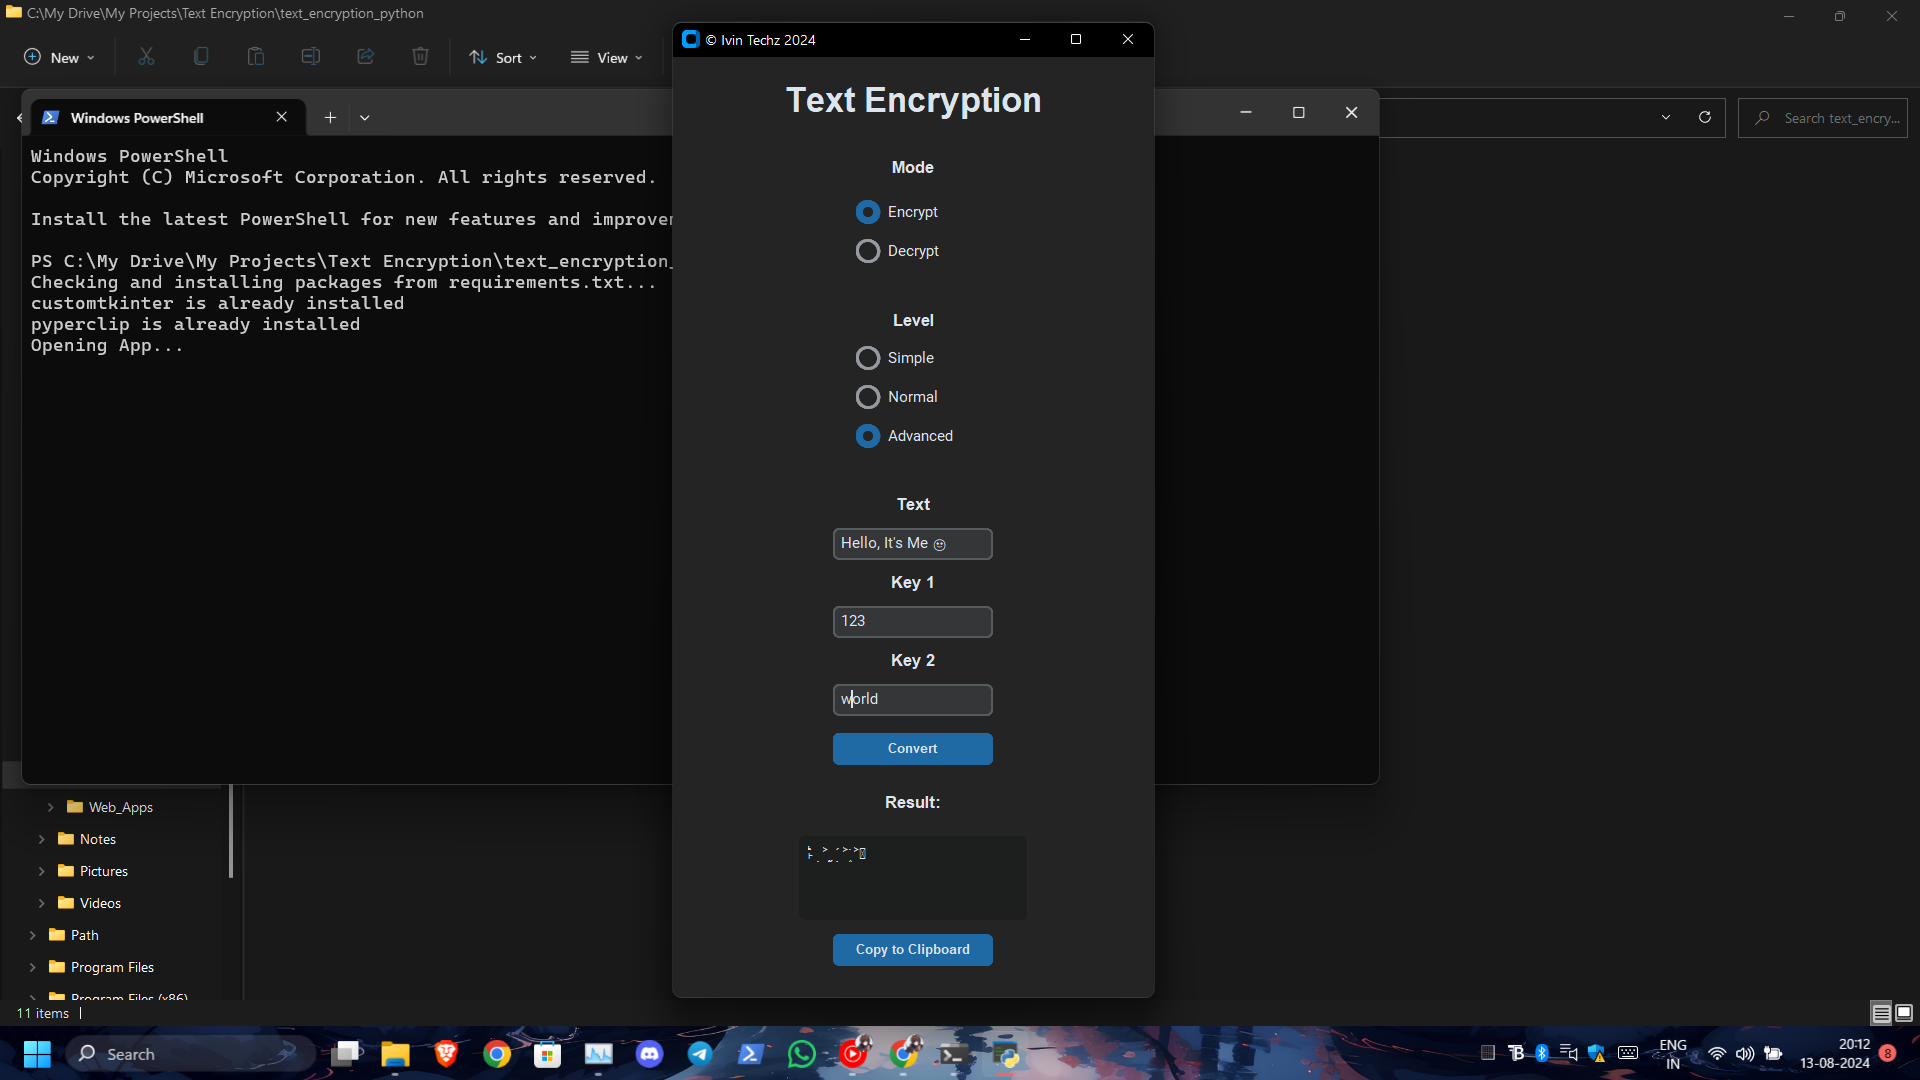 C:\My Drive\My Projects\Text Encryption\text_encryption_python
New
Sort
View
Search text_encry...
Windows PowerShell
Windows PowerShell
Copyright (C) Microsoft Corporation. All rights reserved.
Install the latest PowerShell for new features and improve
PS C:\My Drive\My Projects\Text Encryption\text_encryption_
Checking and installing packages from requirements.txt...
customtkinter is already installed
pyperclip is already installed
Opening App...
© Ivin Techz 2024
Text Encryption
Mode
Encrypt
Decrypt
Level
Simple
Normal
Advanced
Text
Hello, It's Me ☺
Key 1
123
Key 2
world
Convert
Result:
Copy to Clipboard
Web_Apps
Notes
Pictures
Videos
Path
Program Files
Program Files (x86)
11 items
Search
ENG
IN
20:12
13-08-2024
8